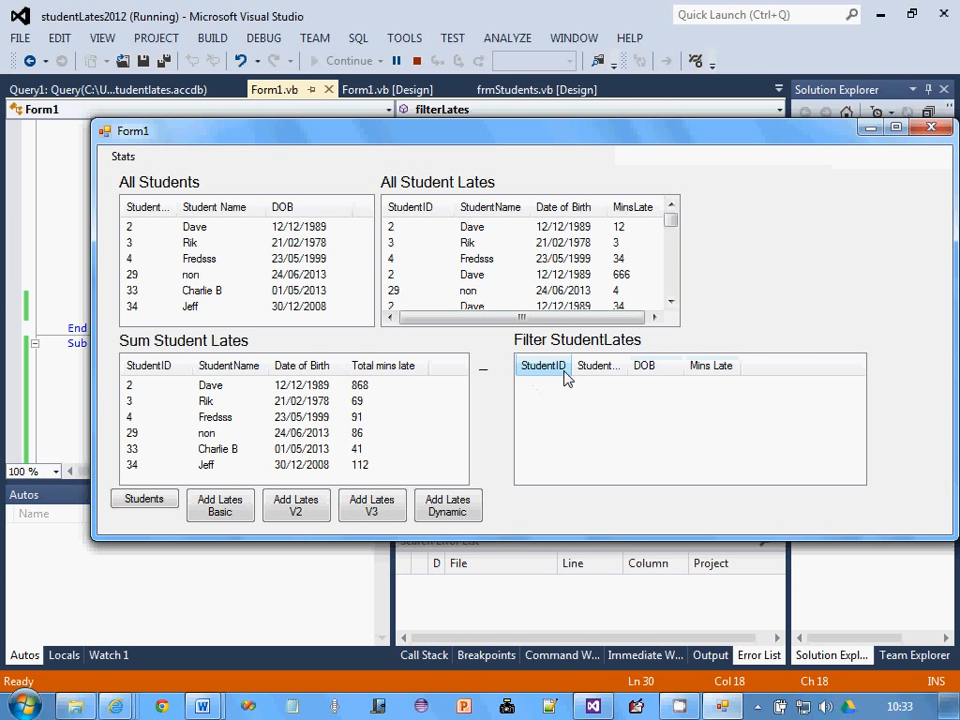 studentLates2012 (Running) - Microsoft Visual Studio
Quick Launch (Ctrl+Q)
FILE EDIT VIEW PROJECT BUILD DEBUG TEAM SQL TOOLS TEST ANALYZE WINDOW HELP
Continue
Query1: Query(C:\U...tudentlates.accdb) Form1.vb Form1.vb [Design] frmStudents.vb [Design] Solution Explorer
Form1 filterLates
Form1
Stats
All Students
Student... Student Name DOB
2 Dave 12/12/1989
3 Rik 21/02/1978
4 Fredsss 23/05/1999
29 non 24/06/2013
33 Charlie B 01/05/2013
34 Jeff 30/12/2008
All Student Lates
StudentID StudentName Date of Birth MinsLate
2 Dave 12/12/1989 12
3 Rik 21/02/1978 3
4 Fredsss 23/05/1999 34
2 Dave 12/12/1989 666
29 non 24/06/2013 4
2 Dave 12/12/1989 34
Sum Student Lates
StudentID StudentName Date of Birth Total mins late
2 Dave 12/12/1989 868
3 Rik 21/02/1978 69
4 Fredsss 23/05/1999 91
29 non 24/06/2013 86
33 Charlie B 01/05/2013 41
34 Jeff 30/12/2008 112
Filter StudentLates
StudentID Student... DOB Mins Late
Students
Add Lates
Basic
Add Lates
V2
Add Lates
V3
Add Lates
Dynamic
End
Sub
100 %
Autos
Name
Search Error List
D File Line Column Project
Autos Locals Watch 1
Call Stack Breakpoints Command W... Immediate W... Output Error List
Solution Expl... Team Explorer
Ready Ln 30 Col 18 Ch 18 INS
10:33